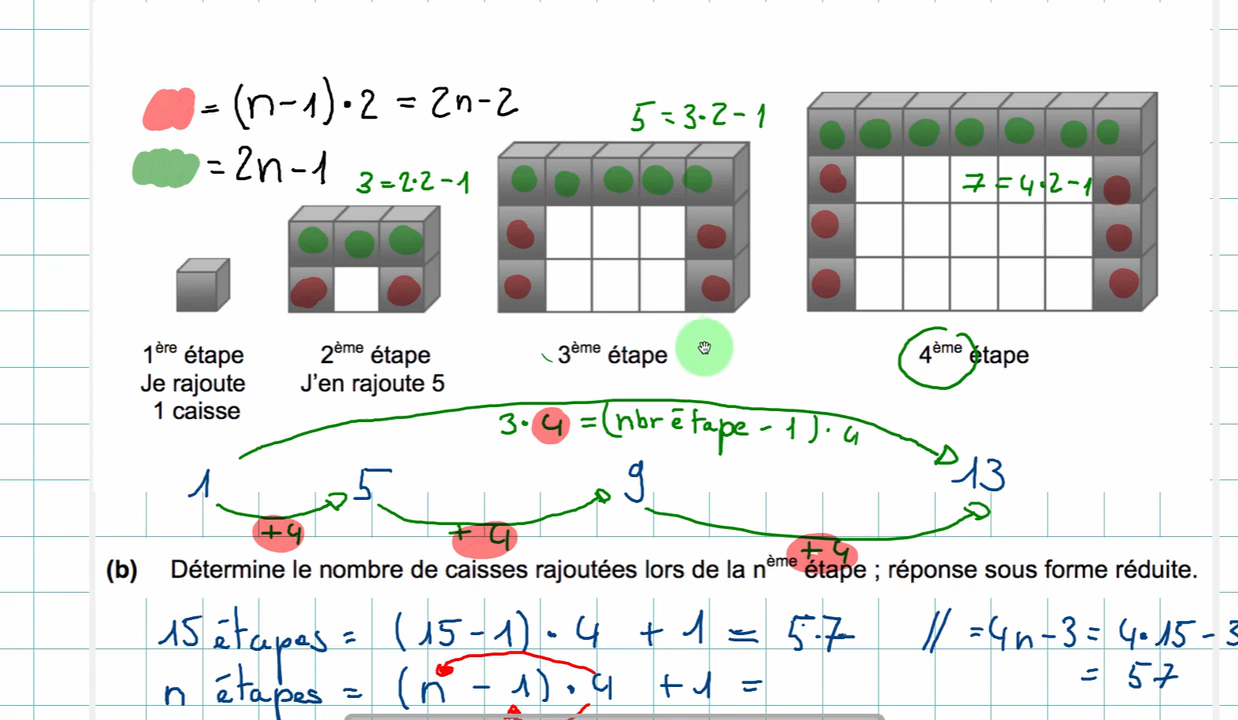 = (n-1)·2 = 2n-2
= 2n-1
3=2·2-1
5=3·2-1
7=4·2-1
1ère étape
Je rajoute
1 caisse
2ème étape
J'en rajoute 5
3ème étape
4ème étape
3·4 =(nbr étape - 1)·4
1 5 9 13
+4 +4 +4
(b) Détermine le nombre de caisses rajoutées lors de la nème étape ; réponse sous forme réduite.
15 étapes = (15-1)·4 +1 = 57 // =4n-3= 4·15-3
= 57
n étapes = (n-1)·4 +1 =